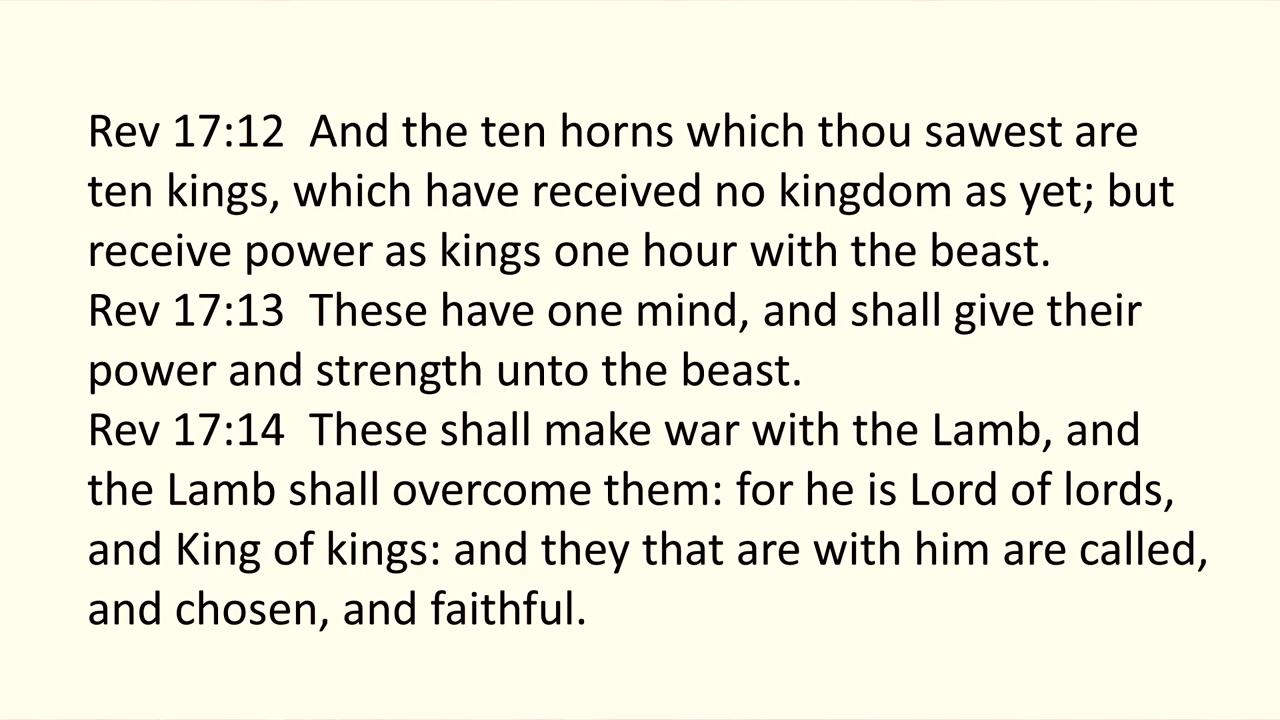 Rev 17:12  And the ten horns which thou sawest are
ten kings, which have received no kingdom as yet; but
receive power as kings one hour with the beast.
Rev 17:13  These have one mind, and shall give their
power and strength unto the beast.
Rev 17:14  These shall make war with the Lamb, and
the Lamb shall overcome them: for he is Lord of lords,
and King of kings: and they that are with him are called,
and chosen, and faithful.